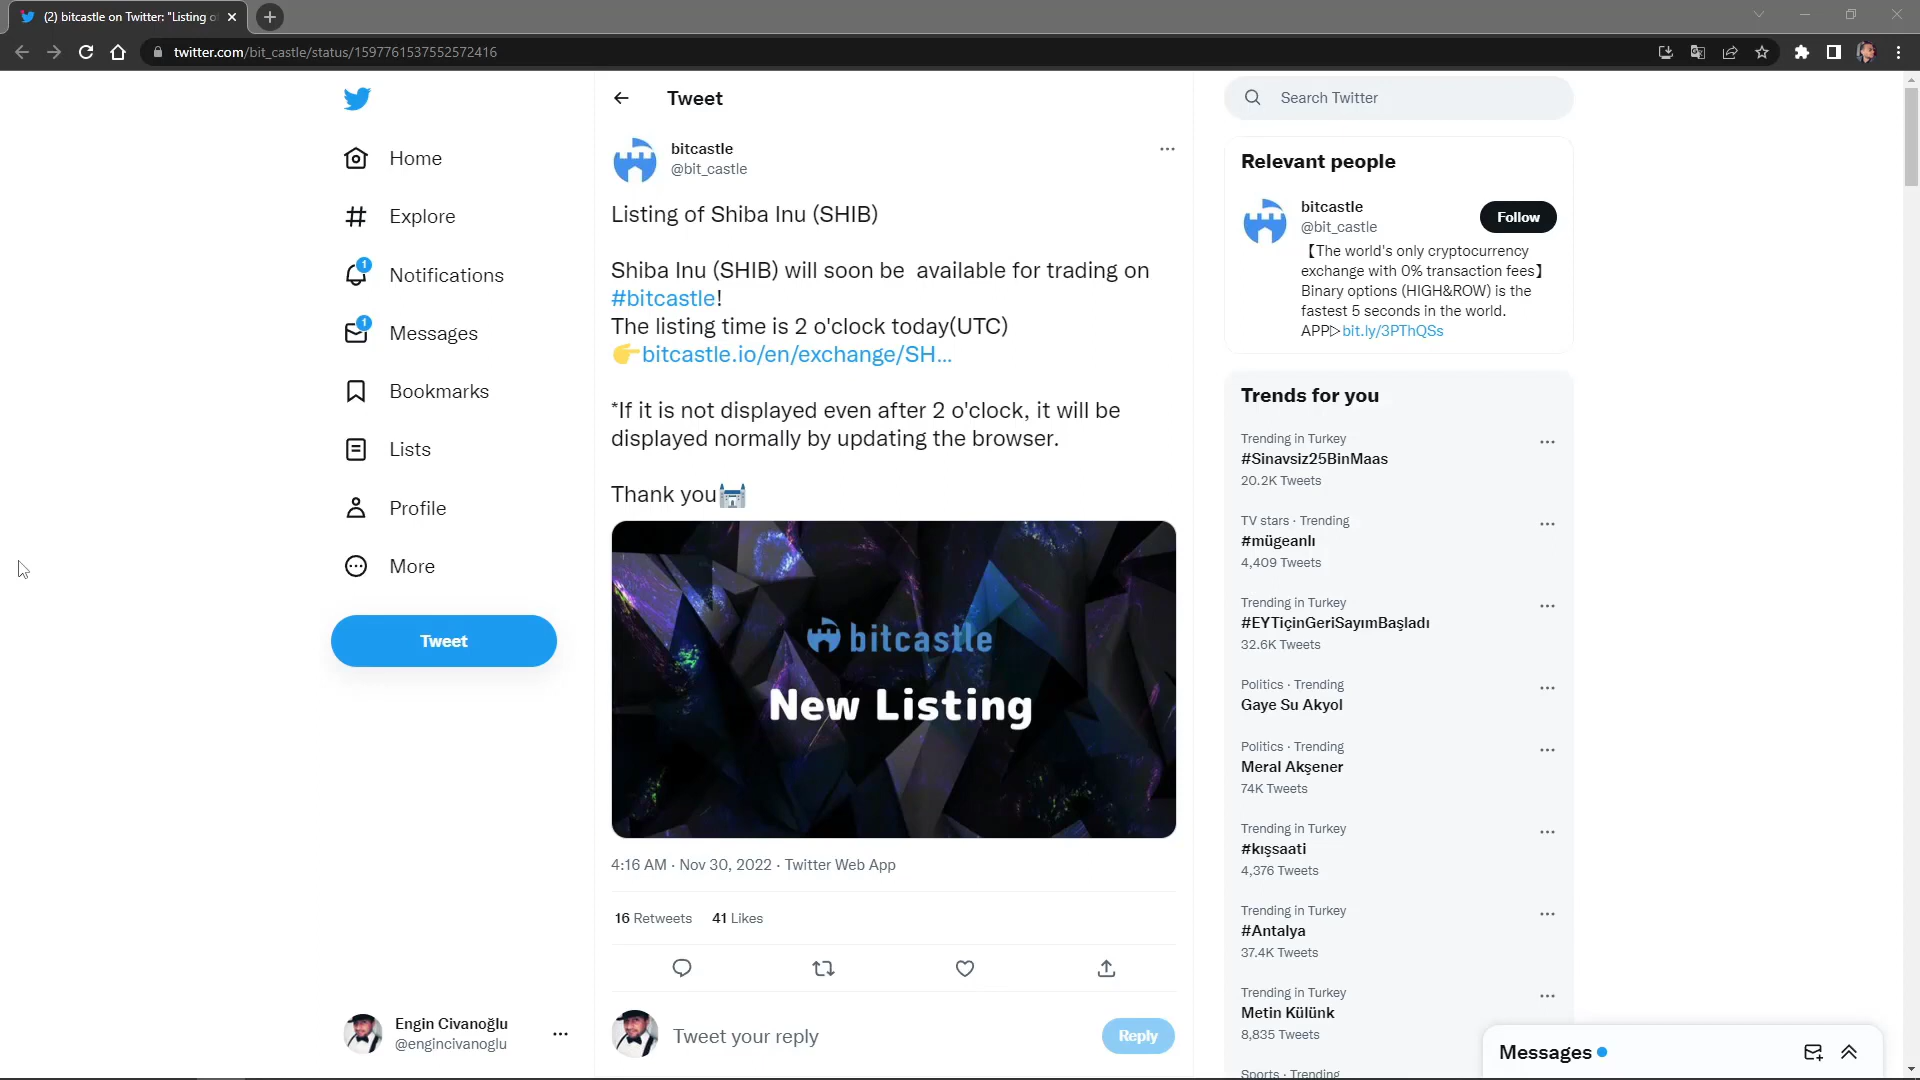 (2) bitcastle on Twitter: "Listing o
twitter.com/bit_castle/status/1597761537552572416
Home
Explore
1
Notifications
1
Messages
Bookmarks
Lists
Profile
More
Tweet
Engin Civanoğlu
@engincivanoglu
Tweet
bitcastle
@bit_castle
Listing of Shiba Inu (SHIB)
Shiba Inu (SHIB) will soon be available for trading on
#bitcastle!
The listing time is 2 o'clock today(UTC)
👉bitcastle.io/en/exchange/SH…
*If it is not displayed even after 2 o'clock, it will be
displayed normally by updating the browser.
Thank you🏰
bitcastle
New Listing
4:16 AM · Nov 30, 2022 · Twitter Web App
16 Retweets 41 Likes
Tweet your reply
Reply
Search Twitter
Relevant people
bitcastle
@bit_castle
Follow
【The world's only cryptocurrency
exchange with 0% transaction fees】
Binary options (HIGH&ROW) is the
fastest 5 seconds in the world.
APP▷bit.ly/3PThQSs
Trends for you
Trending in Turkey
#Sinavsiz25BinMaas
20.2K Tweets
TV stars · Trending
#mügeanlı
4,409 Tweets
Trending in Turkey
#EYTiçinGeriSayımBaşladı
32.6K Tweets
Politics · Trending
Gaye Su Akyol
Politics · Trending
Meral Akşener
74K Tweets
Trending in Turkey
#kışsaati
4,376 Tweets
Trending in Turkey
#Antalya
37.4K Tweets
Trending in Turkey
Metin Külünk
8,835 Tweets
Sports · Trending
Messages